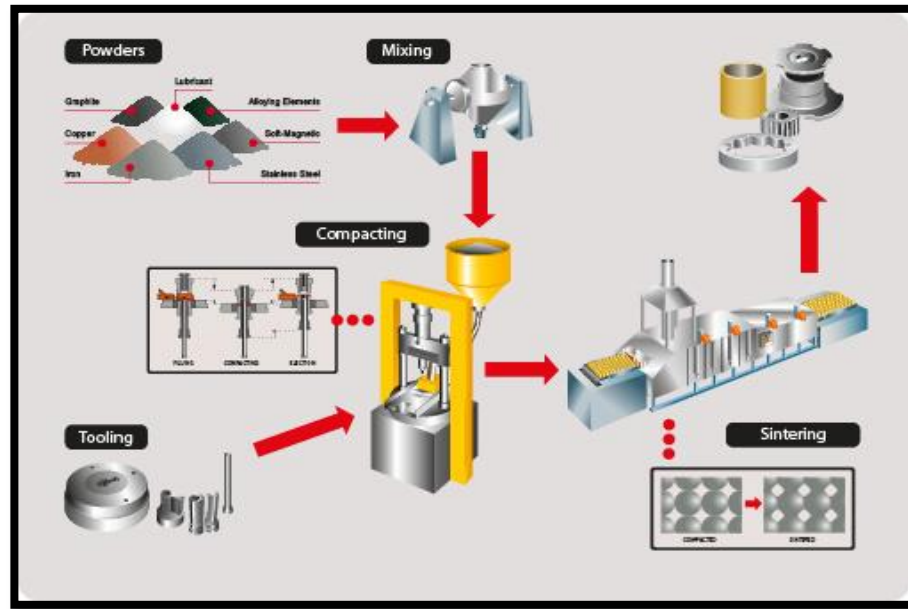 Powders
Mixing
Lubricant
Graphite
Alloying Elements
Copper
Soft-Magnetic
Iron
Stainless Steel
Compacting
FILLING
COMPACTING
EJECTION
Tooling
Sintering
COMPACTED
SINTERED